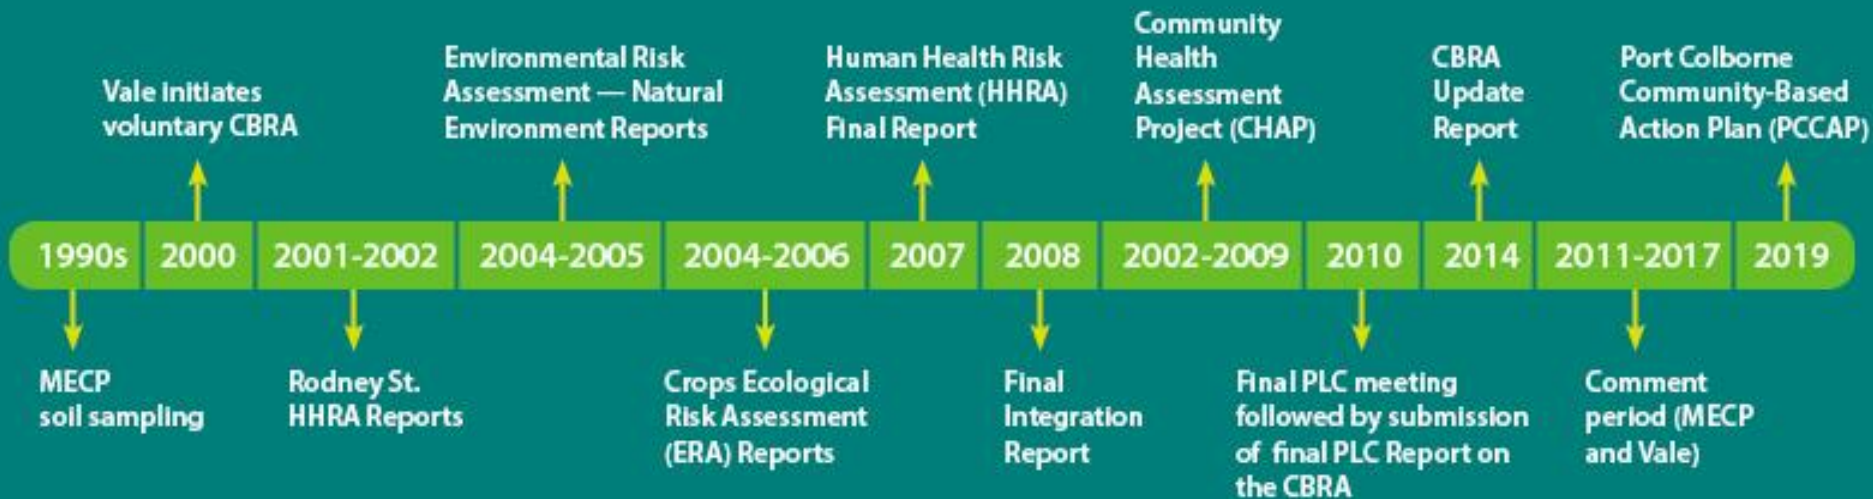 Vale initiates
voluntary CBRA
Environmental Risk
Assessment — Natural
Environment Reports
Human Health Risk
Assessment (HHRA)
Final Report
Community
Health
Assessment
Project (CHAP)
CBRA
Update
Report
Port Colborne
Community-Based
Action Plan (PCCAP)
1990s 2000 2001-2002 2004-2005 2004-2006 2007 2008 2002-2009 2010 2014 2011-2017 2019
MECP
soil sampling
Rodney St.
HHRA Reports
Crops Ecological
Risk Assessment
(ERA) Reports
Final
Integration
Report
Final PLC meeting
followed by submission
of final PLC Report on
the CBRA
Comment
period (MECP
and Vale)